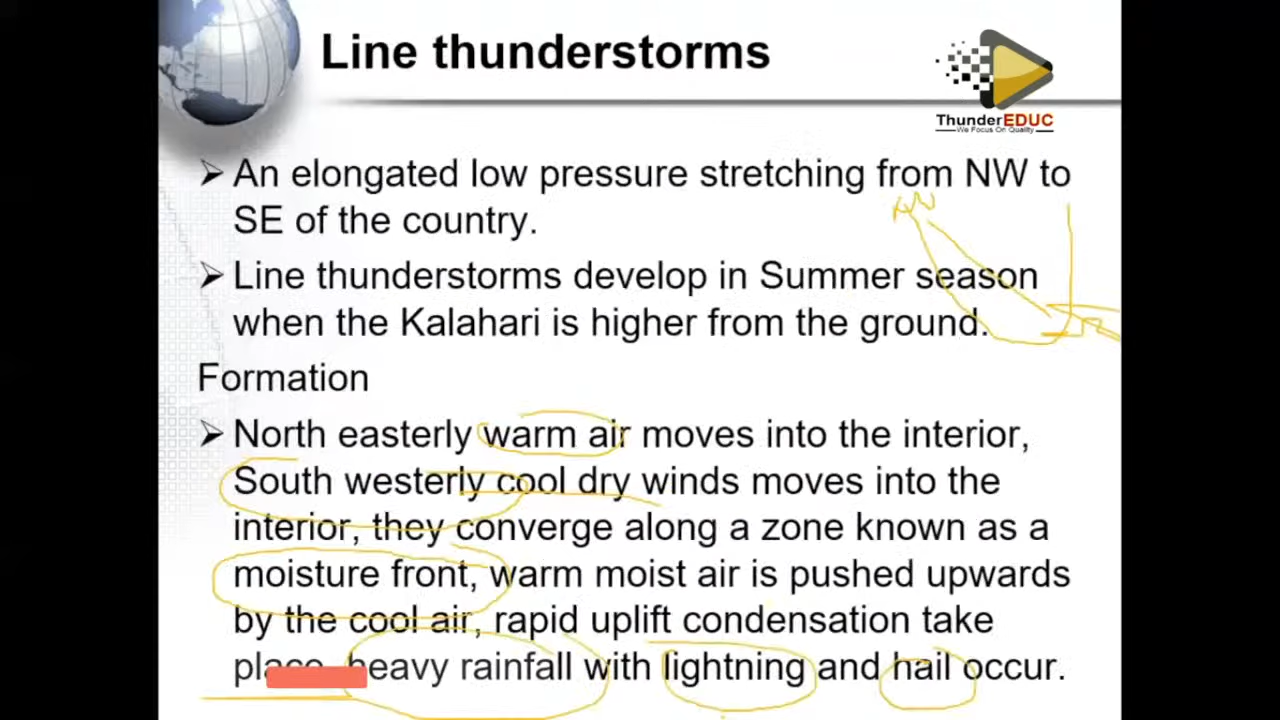 Line thunderstorms
ThunderEDUC
We Focus On Quality
➢ An elongated low pressure stretching from NW to
SE of the country.
NW
➢ Line thunderstorms develop in Summer season
when the Kalahari is higher from the ground.
Formation
➢ North easterly warm air moves into the interior,
South westerly cool dry winds moves into the
interior, they converge along a zone known as a
moisture front, warm moist air is pushed upwards
by the cool air, rapid uplift condensation take
heavy rainfall with lightning and hail occur.